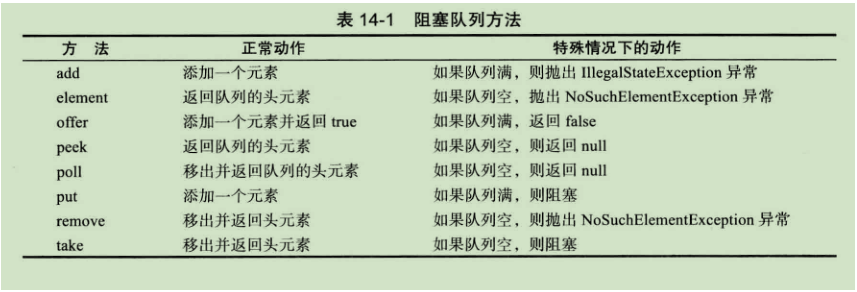 表 14-1 阻塞队列方法
方 法 正常动作 特殊情况下的动作
add 添加一个元素 如果队列满，则抛出 IllegalStateException 异常
element 返回队列的头元素 如果队列空，抛出 NoSuchElementException 异常
offer 添加一个元素并返回 true 如果队列满，返回 false
peek 返回队列的头元素 如果队列空，则返回 null
poll 移出并返回队列的头元素 如果队列空，则返回 null
put 添加一个元素 如果队列满，则阻塞
remove 移出并返回头元素 如果队列空，则抛出 NoSuchElementException 异常
take 移出并返回头元素 如果队列空，则阻塞